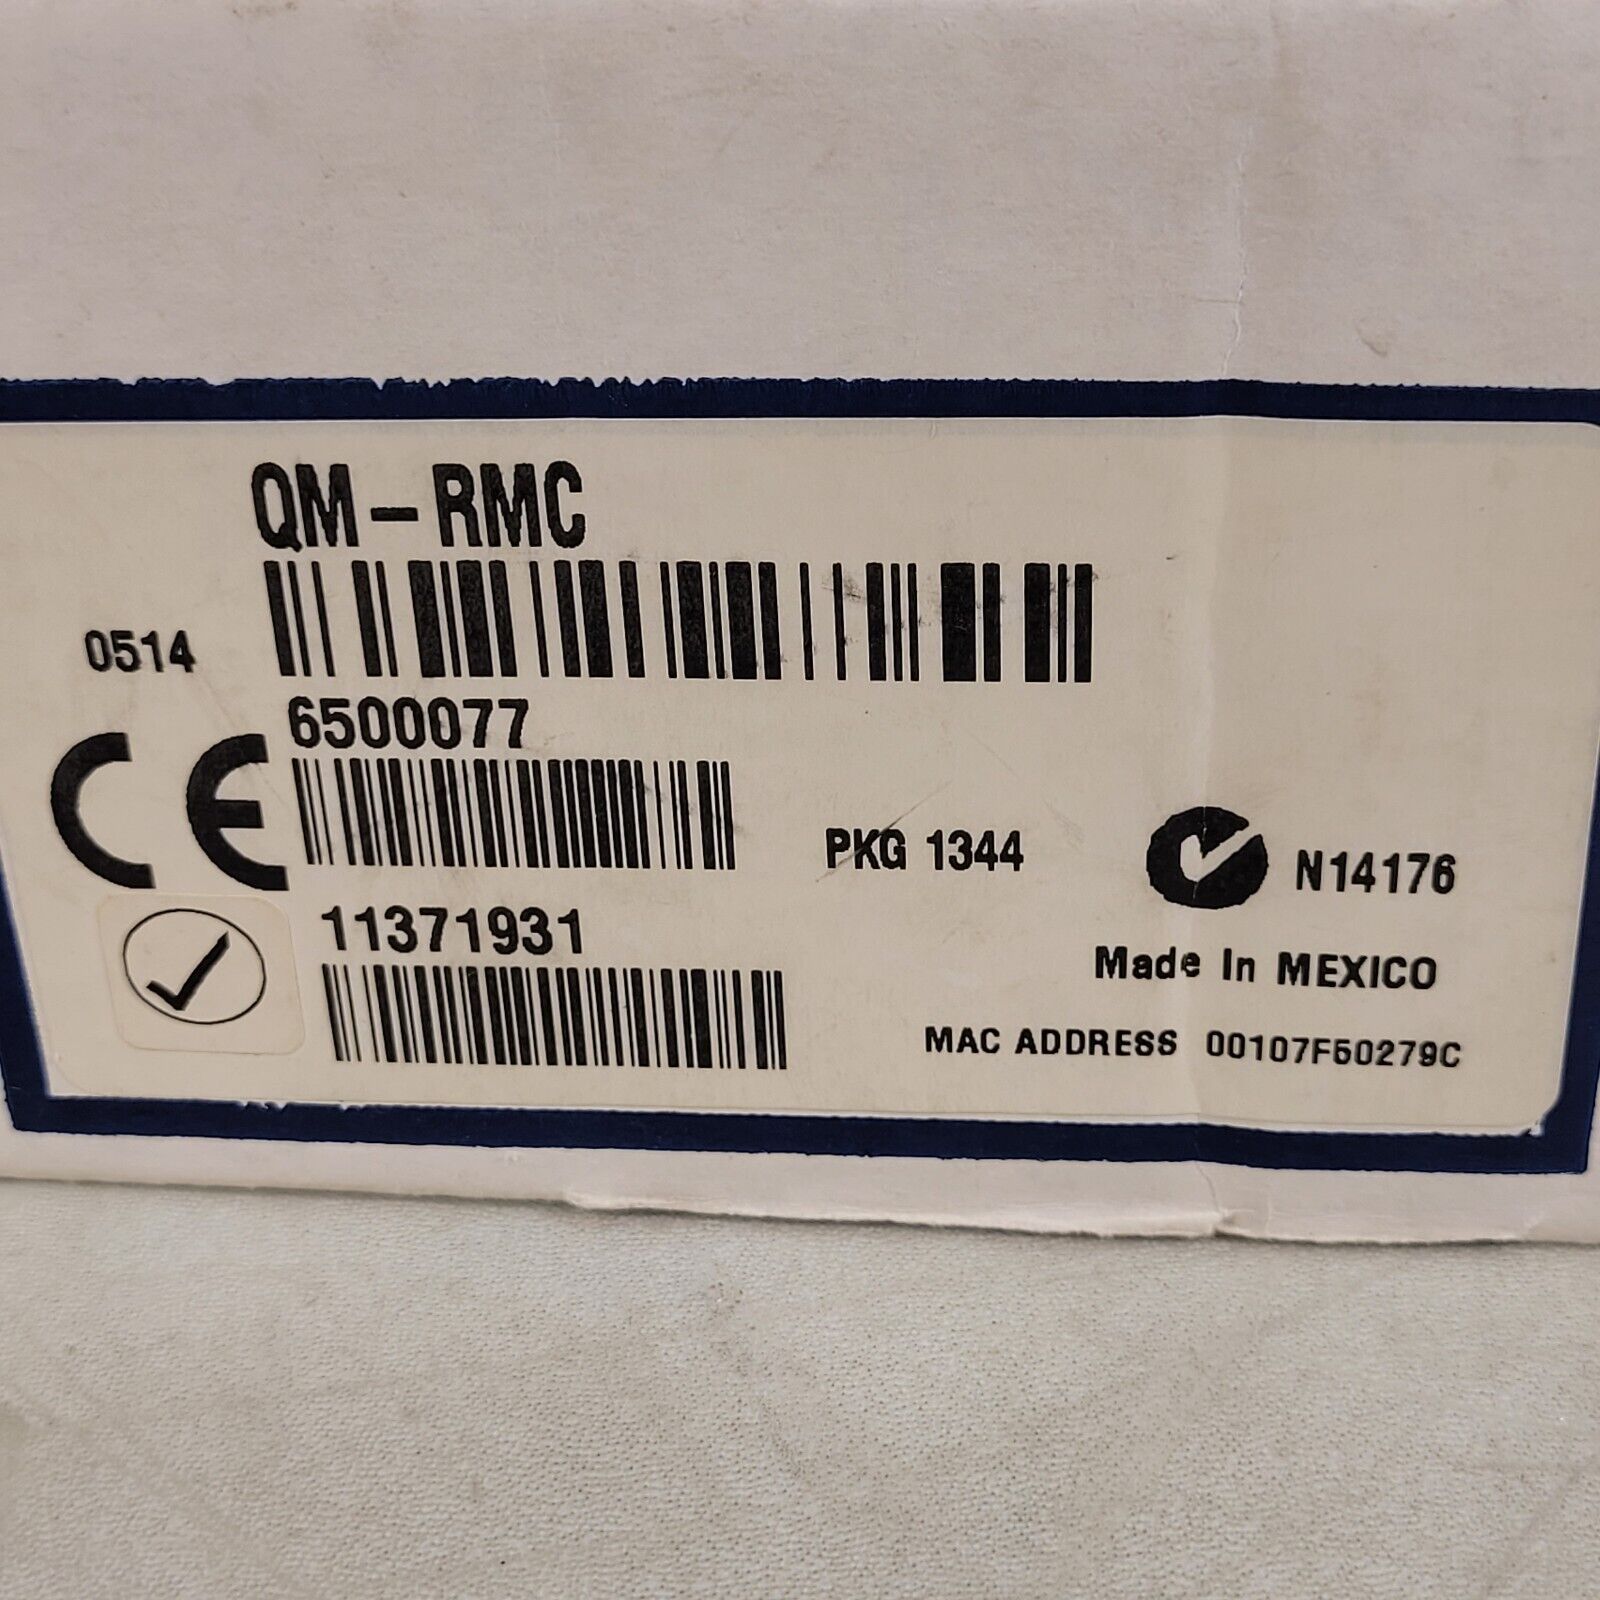 QM-RMC
0514
6500077
CE
PKG 1344
N14176
11371931
Made In MEXICO
MAC ADDRESS 00107F50279C